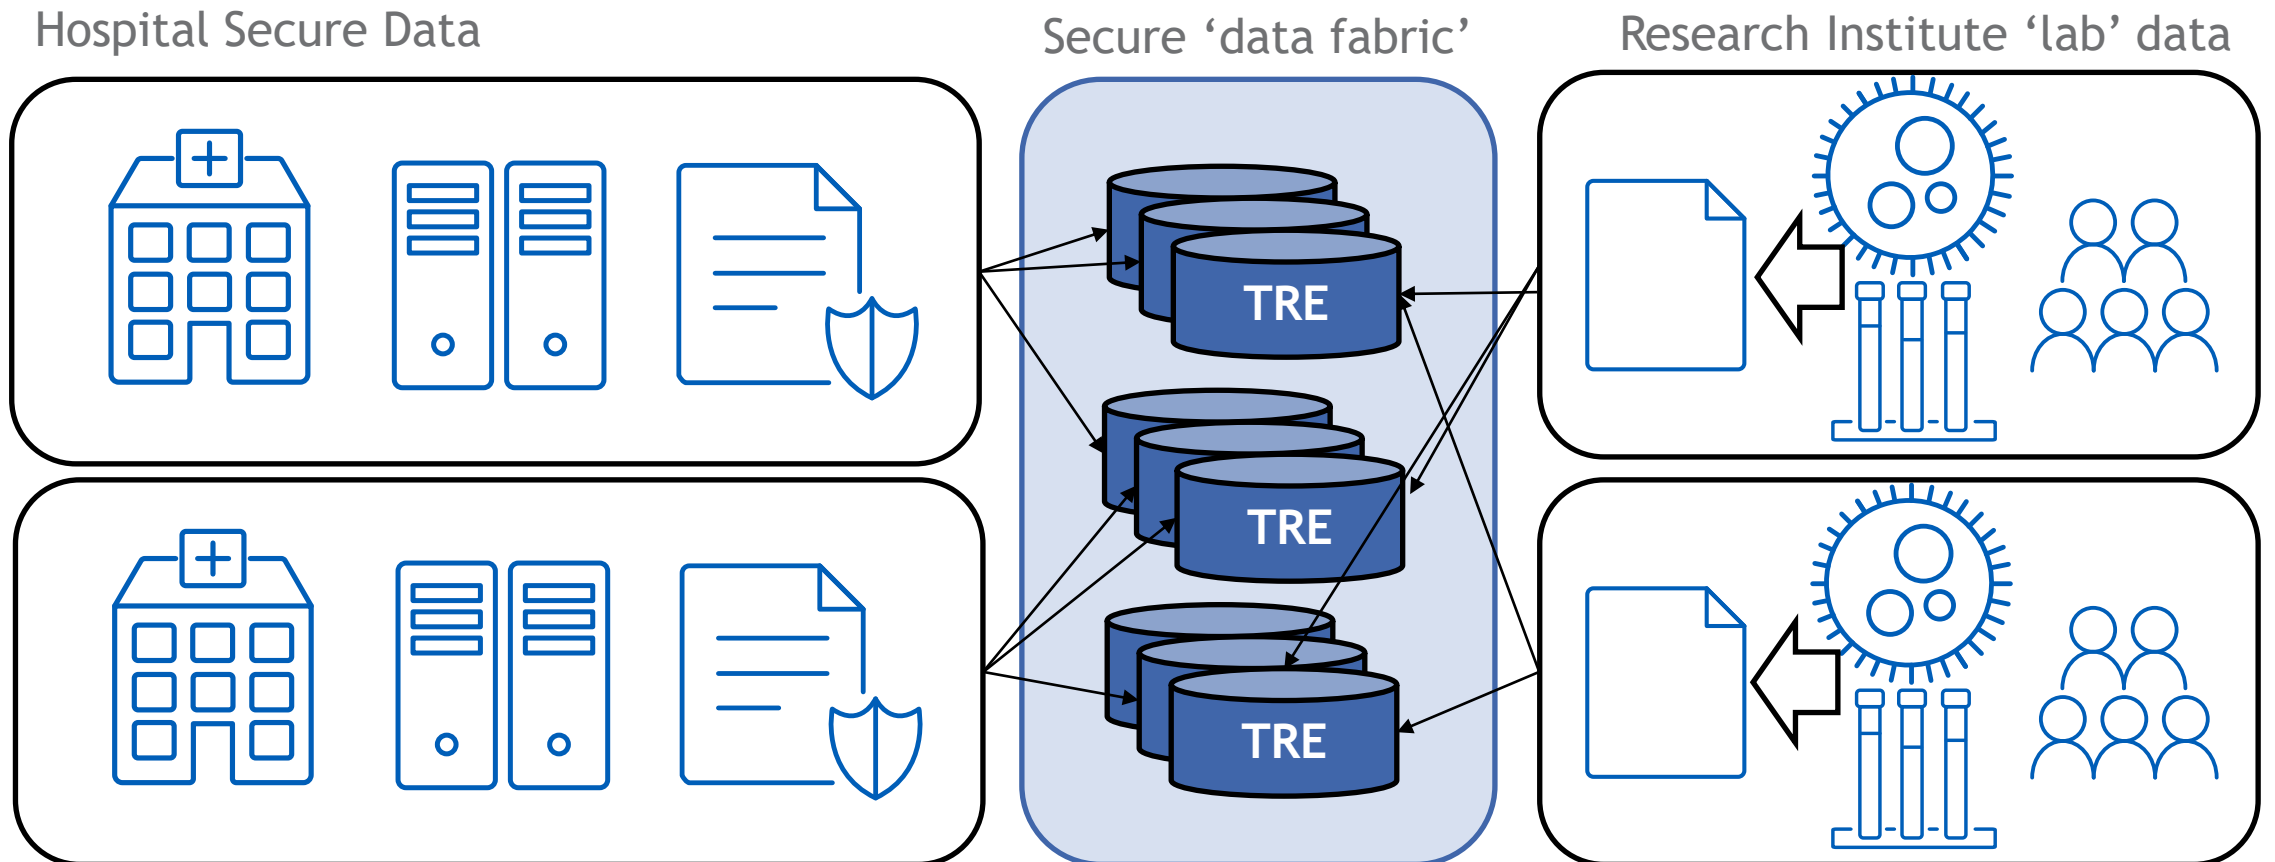 Hospital Secure Data
Secure ‘data fabric’
Research Institute ‘lab’ data
TRE
TRE
TRE